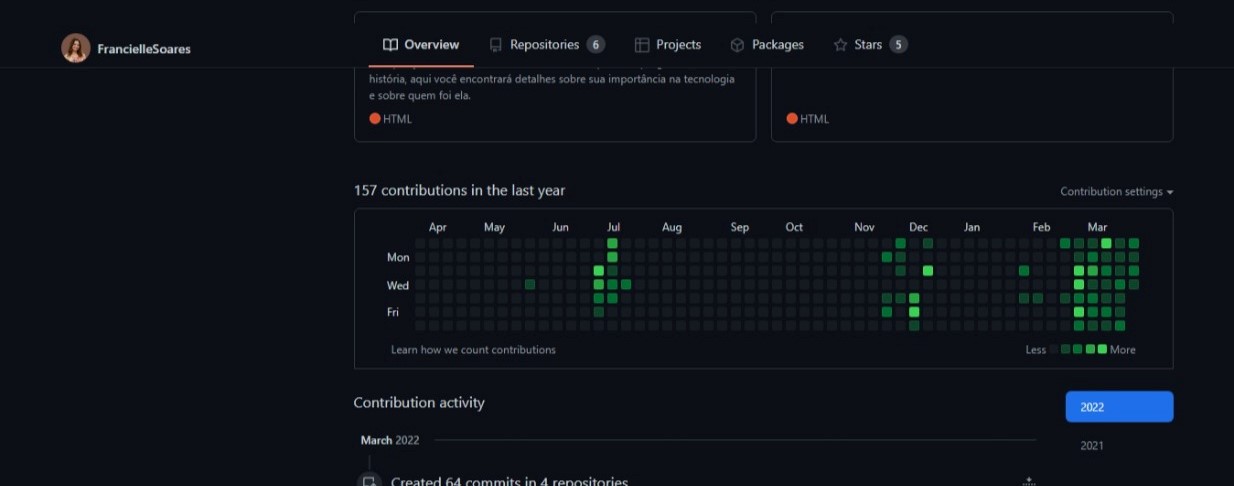 FrancielleSoares
Overview Repositories 6 Projects Packages Stars 5
história, aqui você encontrará detalhes sobre sua importância na tecnologia
e sobre quem foi ela.
HTML HTML
157 contributions in the last year
Contribution settings
Apr May Jun Jul Aug Sep Oct Nov Dec Jan Feb Mar
Mon
Wed
Fri
Learn how we count contributions Less More
Contribution activity
2022
March 2022
2021
Created 64 commits in 4 repositories